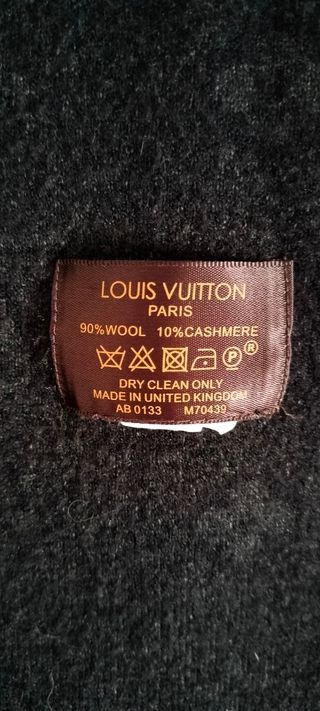 LOUIS VUITTON
PARIS
90%WOOL 10%CASHMERE
P ®
DRY CLEAN ONLY
MADE IN UNITED KINGDOM
AB 0133 M70439